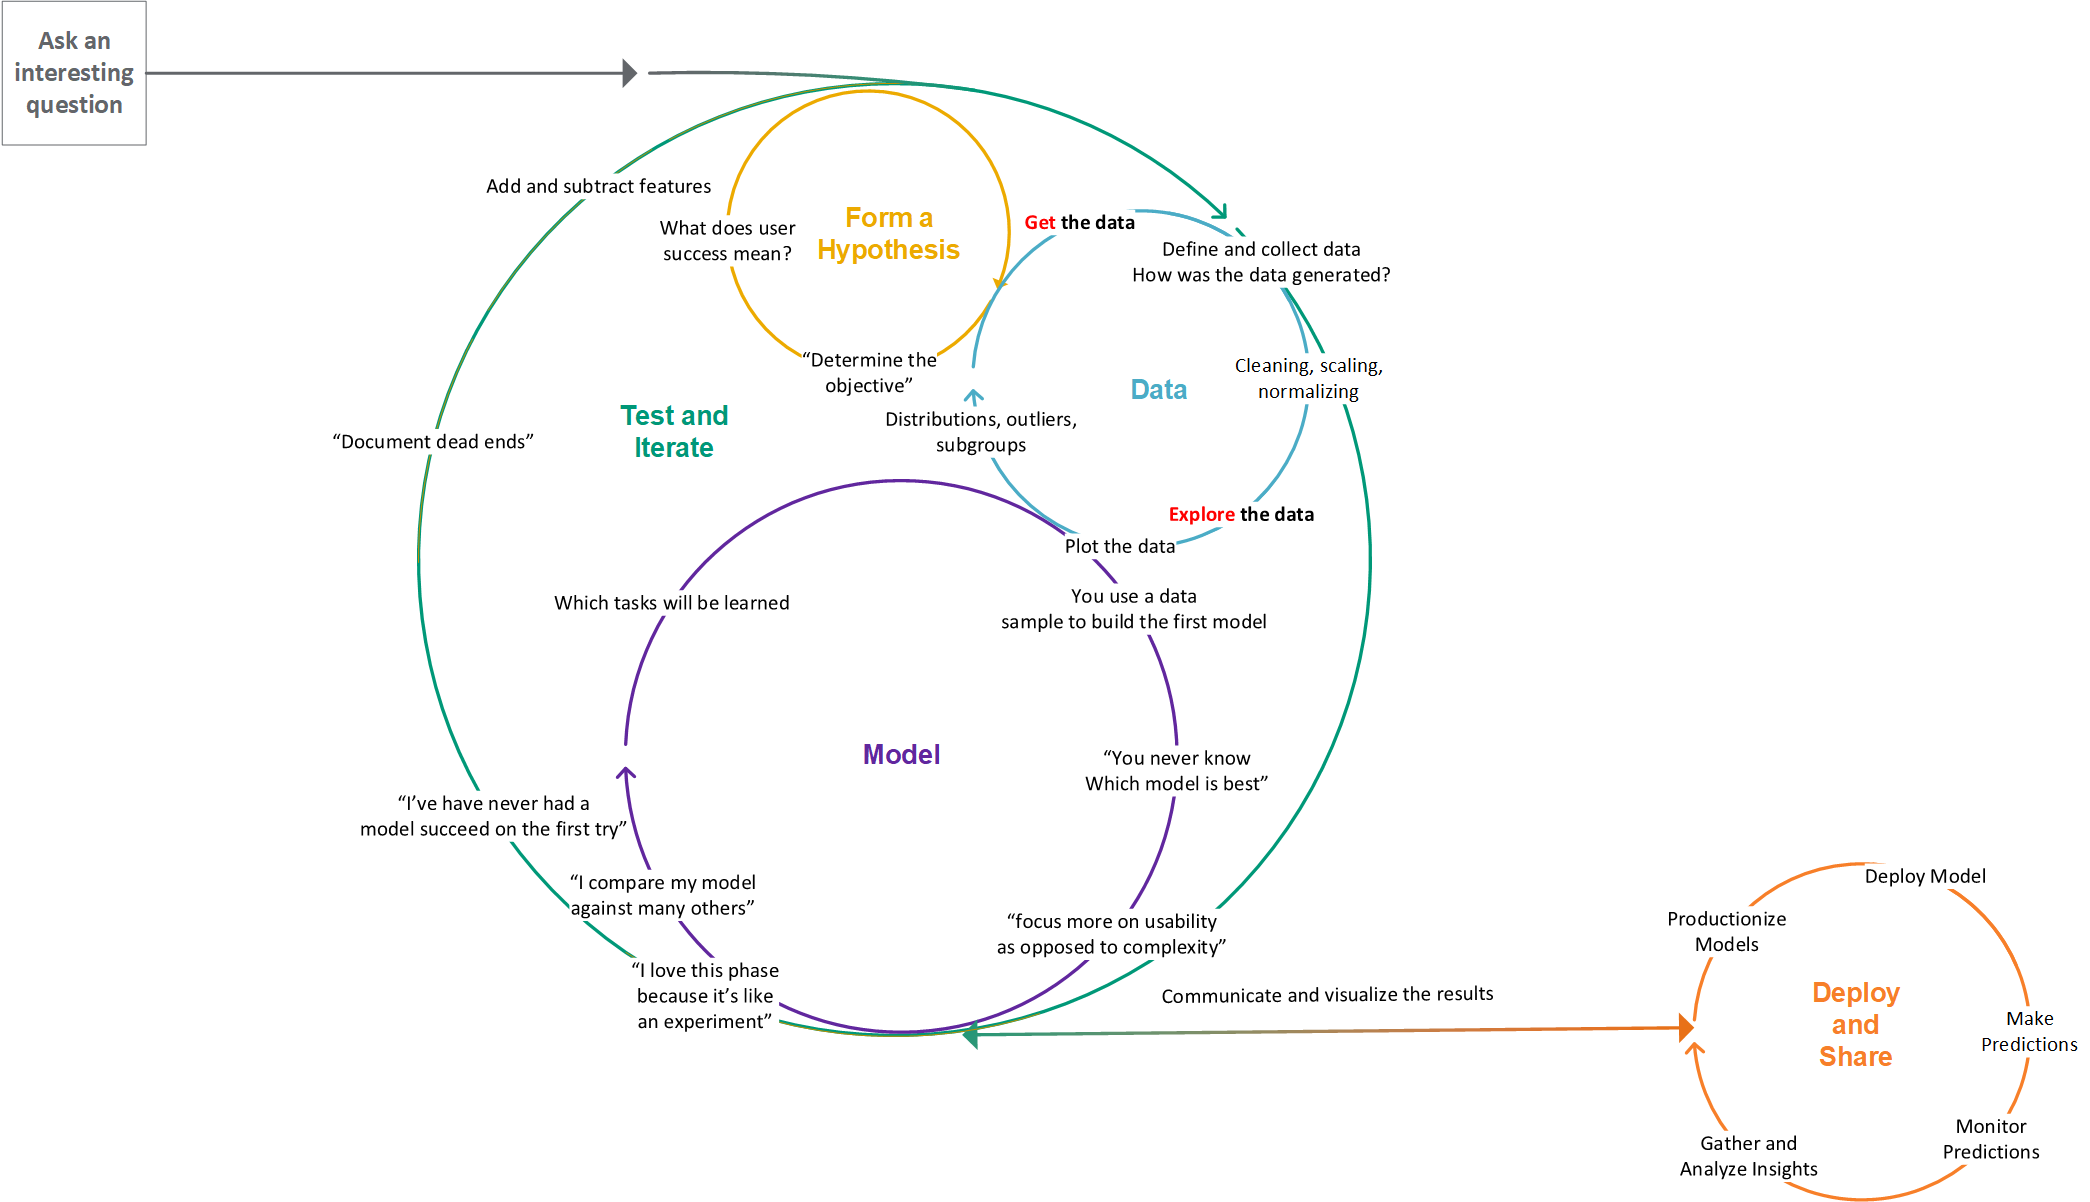 Ask an
interesting
question
Add and subtract features
What does user
success mean?
Form a
Hypothesis
Get the data
Define and collect data
How was the data generated?
“Determine the
objective”
Cleaning, scaling,
normalizing
Data
Test and
Iterate
Distributions, outliers,
subgroups
“Document dead ends”
Explore the data
Plot the data
Which tasks will be learned
You use a data
sample to build the first model
Model
“You never know
Which model is best”
“I’ve have never had a
model succeed on the first try”
“I compare my model
against many others”
“focus more on usability
as opposed to complexity”
“I love this phase
because it’s like
an experiment”
Communicate and visualize the results
Deploy Model
Productionize
Models
Deploy
and
Share
Make
Predictions
Monitor
Predictions
Gather and
Analyze Insights